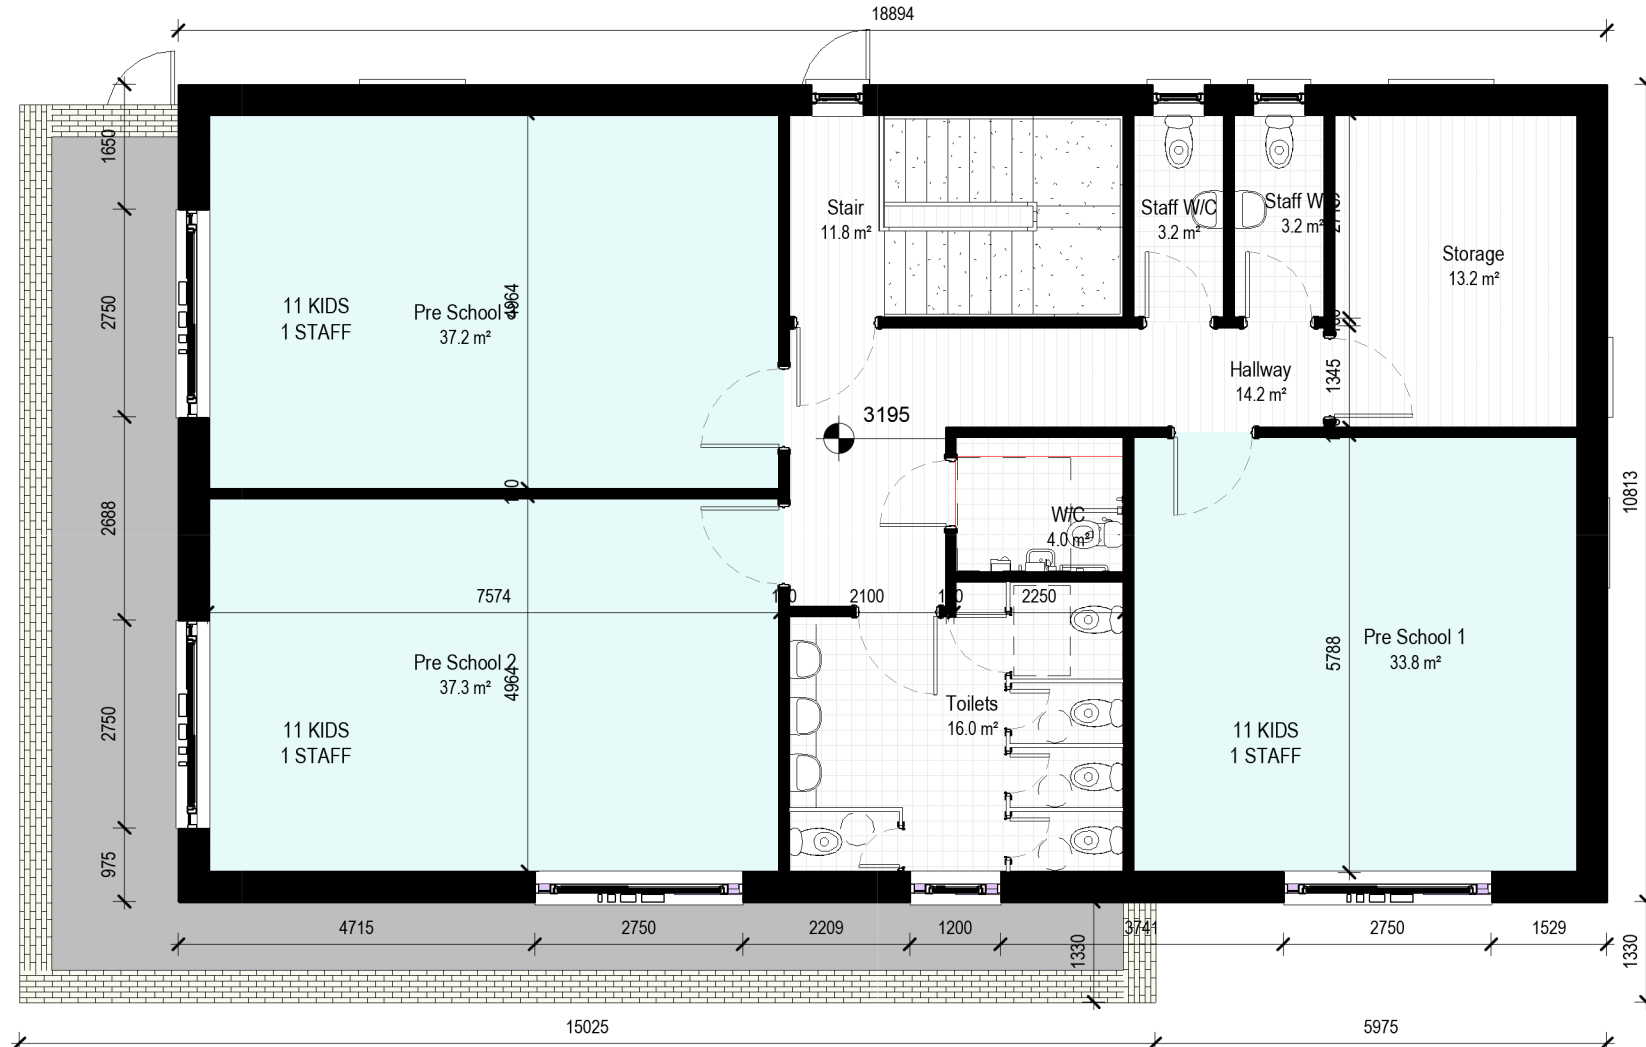 18894
1650
2750
2688
2750
975
11 KIDS
1 STAFF
Pre School 3
37.2 m²
4964
Stair
11.8 m²
Staff W/C
3.2 m²
Staff W/C
3.2 m²
Storage
13.2 m²
Hallway
14.2 m²
1345
3195
10813
W/C
4.0 m²
7574
2100
2250
Pre School 2
37.3 m²
4964
11 KIDS
1 STAFF
Toilets
16.0 m²
Pre School 1
33.8 m²
5788
11 KIDS
1 STAFF
4715
2750
2209
1200
3741
2750
1529
1330
1330
15025
5975